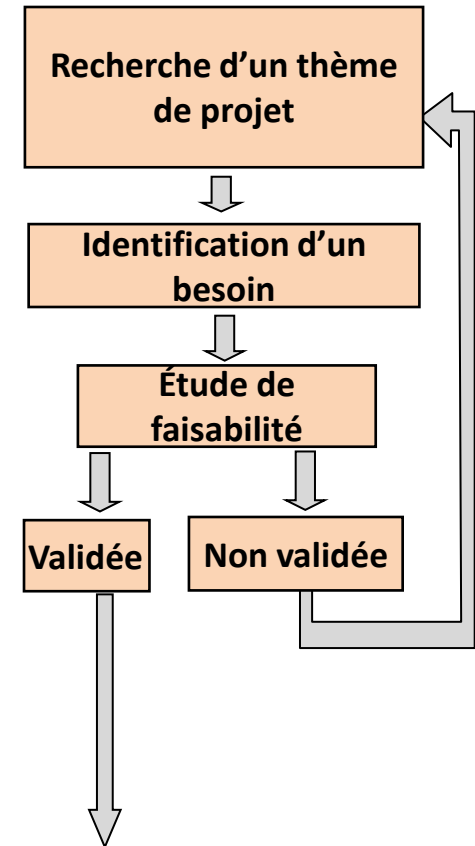 Recherche d’un thème
de projet
Identification d’un
besoin
Étude de
faisabilité
Validée
Non validée